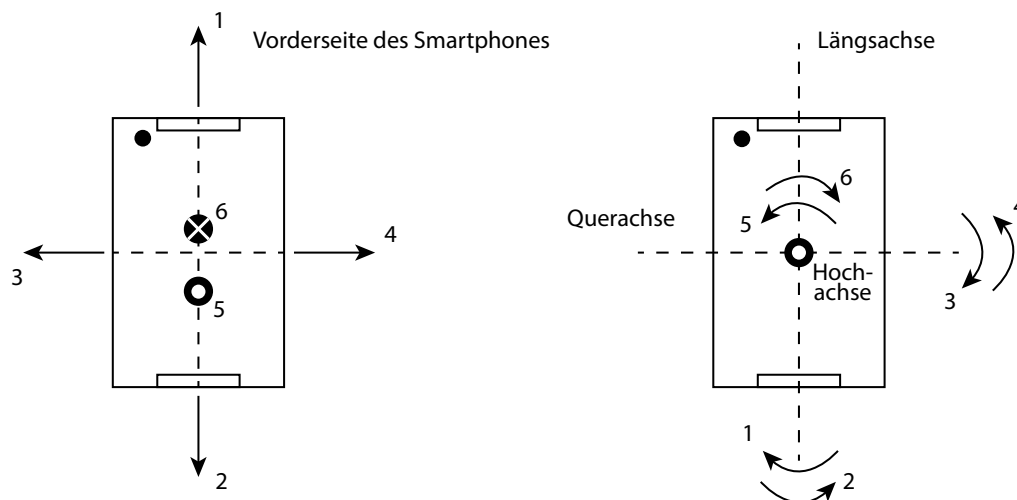 1
Vorderseite des Smartphones
6
3
4
5
2
Längsachse
Querachse
6
5
4
Hoch-
achse
3
1
2